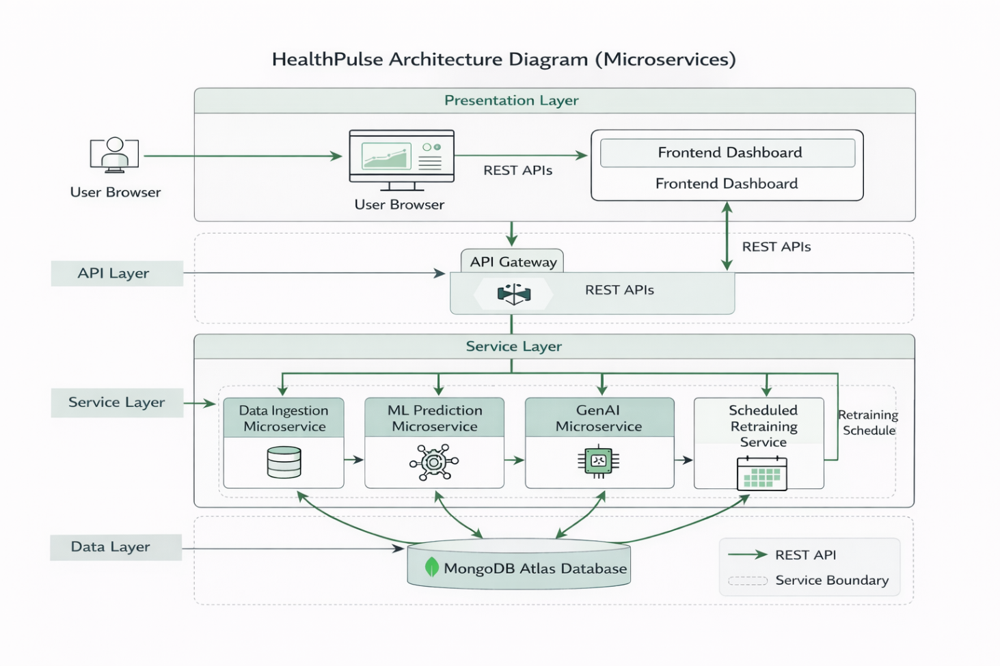 HealthPulse Architecture Diagram (Microservices)
Presentation Layer
User Browser
User Browser
REST APIs
Frontend Dashboard
Frontend Dashboard
REST APIs
API Layer
API Gateway
REST APIs
Service Layer
Service Layer
Data Ingestion
Microservice
ML Prediction
Microservice
GenAI
Microservice
Scheduled
Retraining
Service
Retraining
Schedule
Data Layer
MongoDB Atlas Database
REST API
Service Boundary